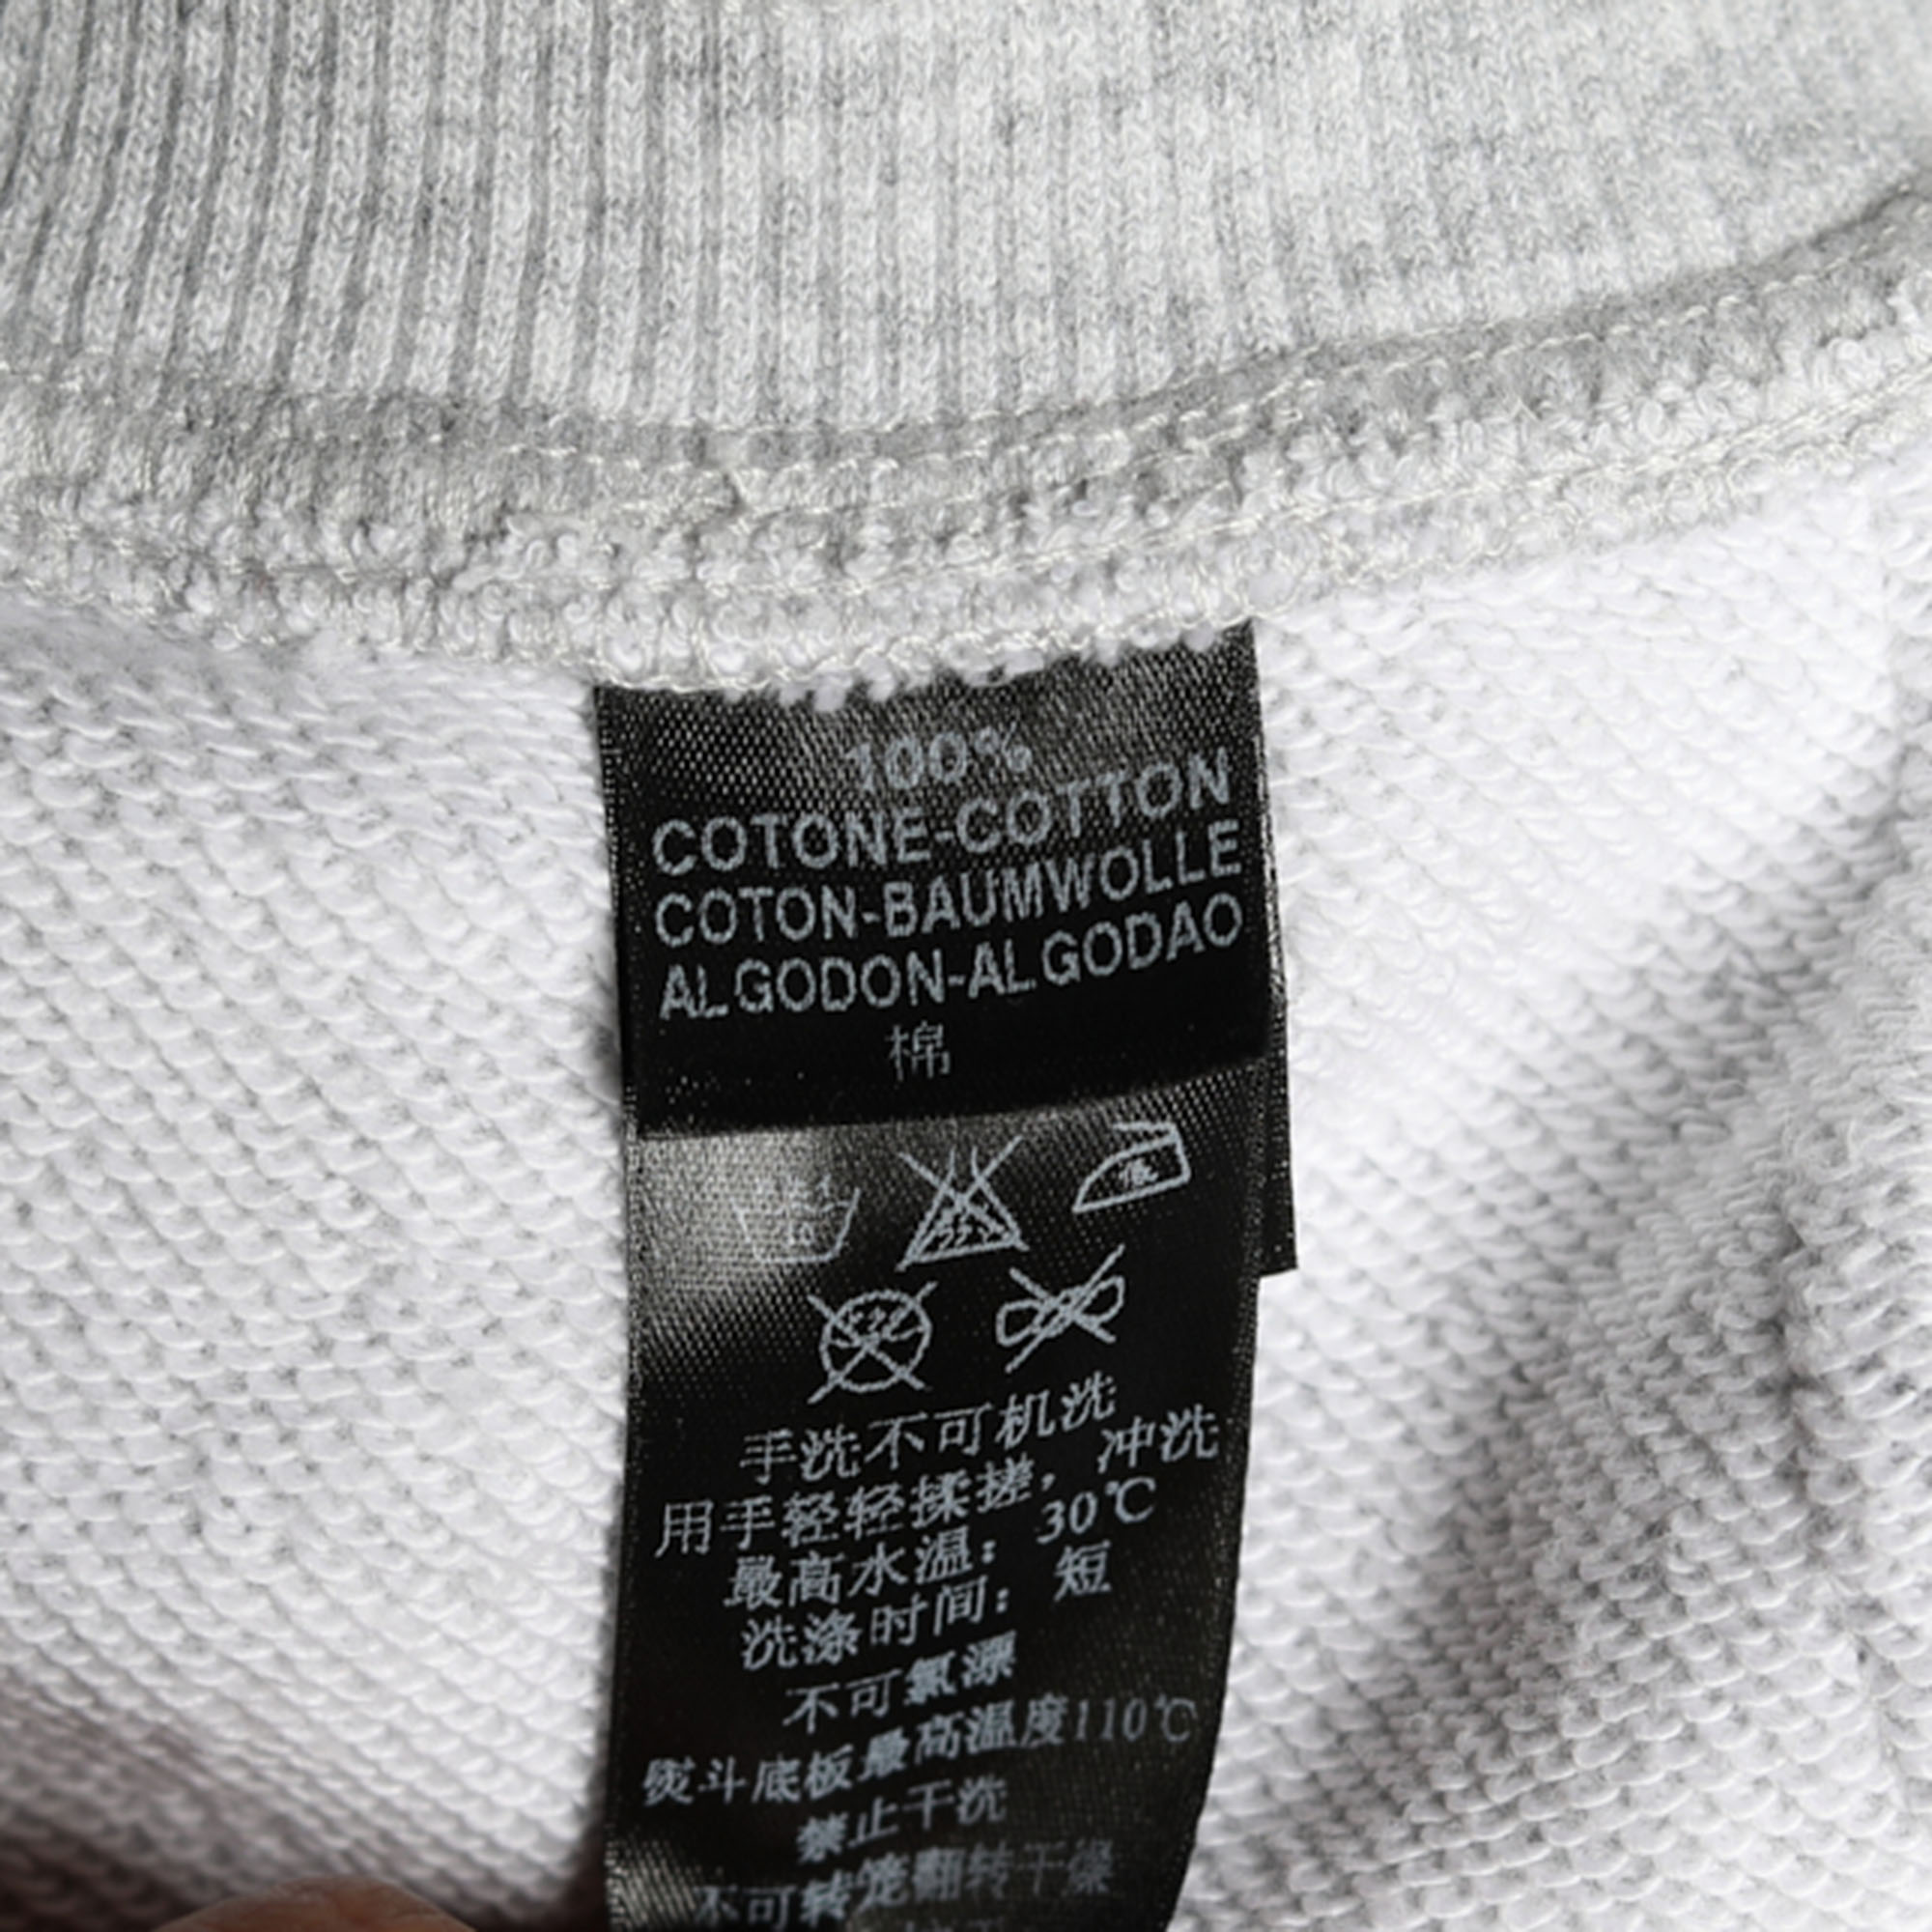 100%
COTONE-COTTON
COTON-BAUMWOLLE
ALGODON-ALGODAO
棉
手洗不可机洗
用手轻轻揉搓，冲洗
最高水温：30℃
洗涤时间：短
不可氯漂
熨斗底板最高温度110℃
禁止干洗
不可转笼翻转干燥